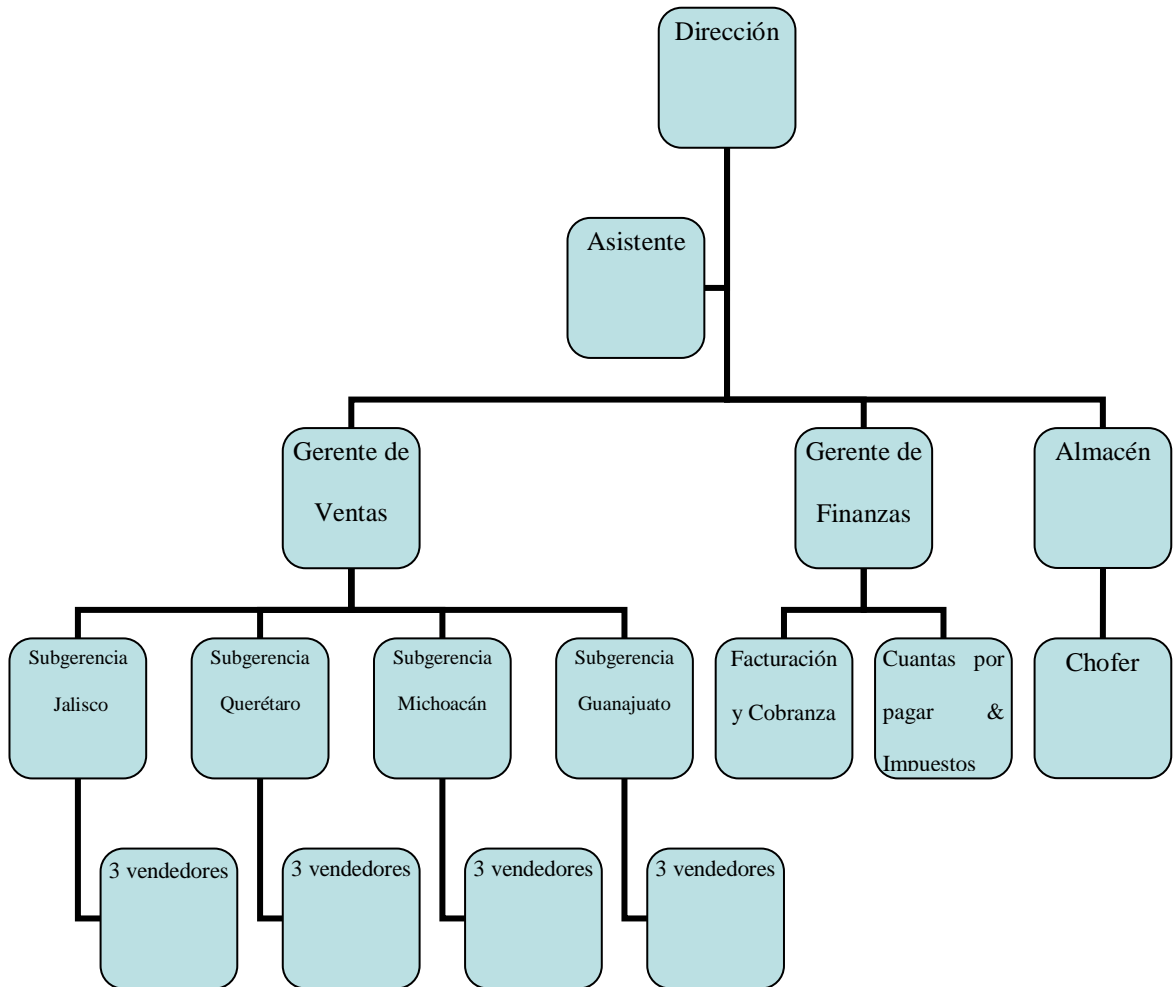 Dirección
Asistente
Gerente de
Ventas
Gerente de
Finanzas
Almacén
Subgerencia
Jalisco
Subgerencia
Querétaro
Subgerencia
Michoacán
Subgerencia
Guanajuato
Facturación
y Cobranza
Cuantas por
pagar &
Impuestos
Chofer
3 vendedores
3 vendedores
3 vendedores
3 vendedores